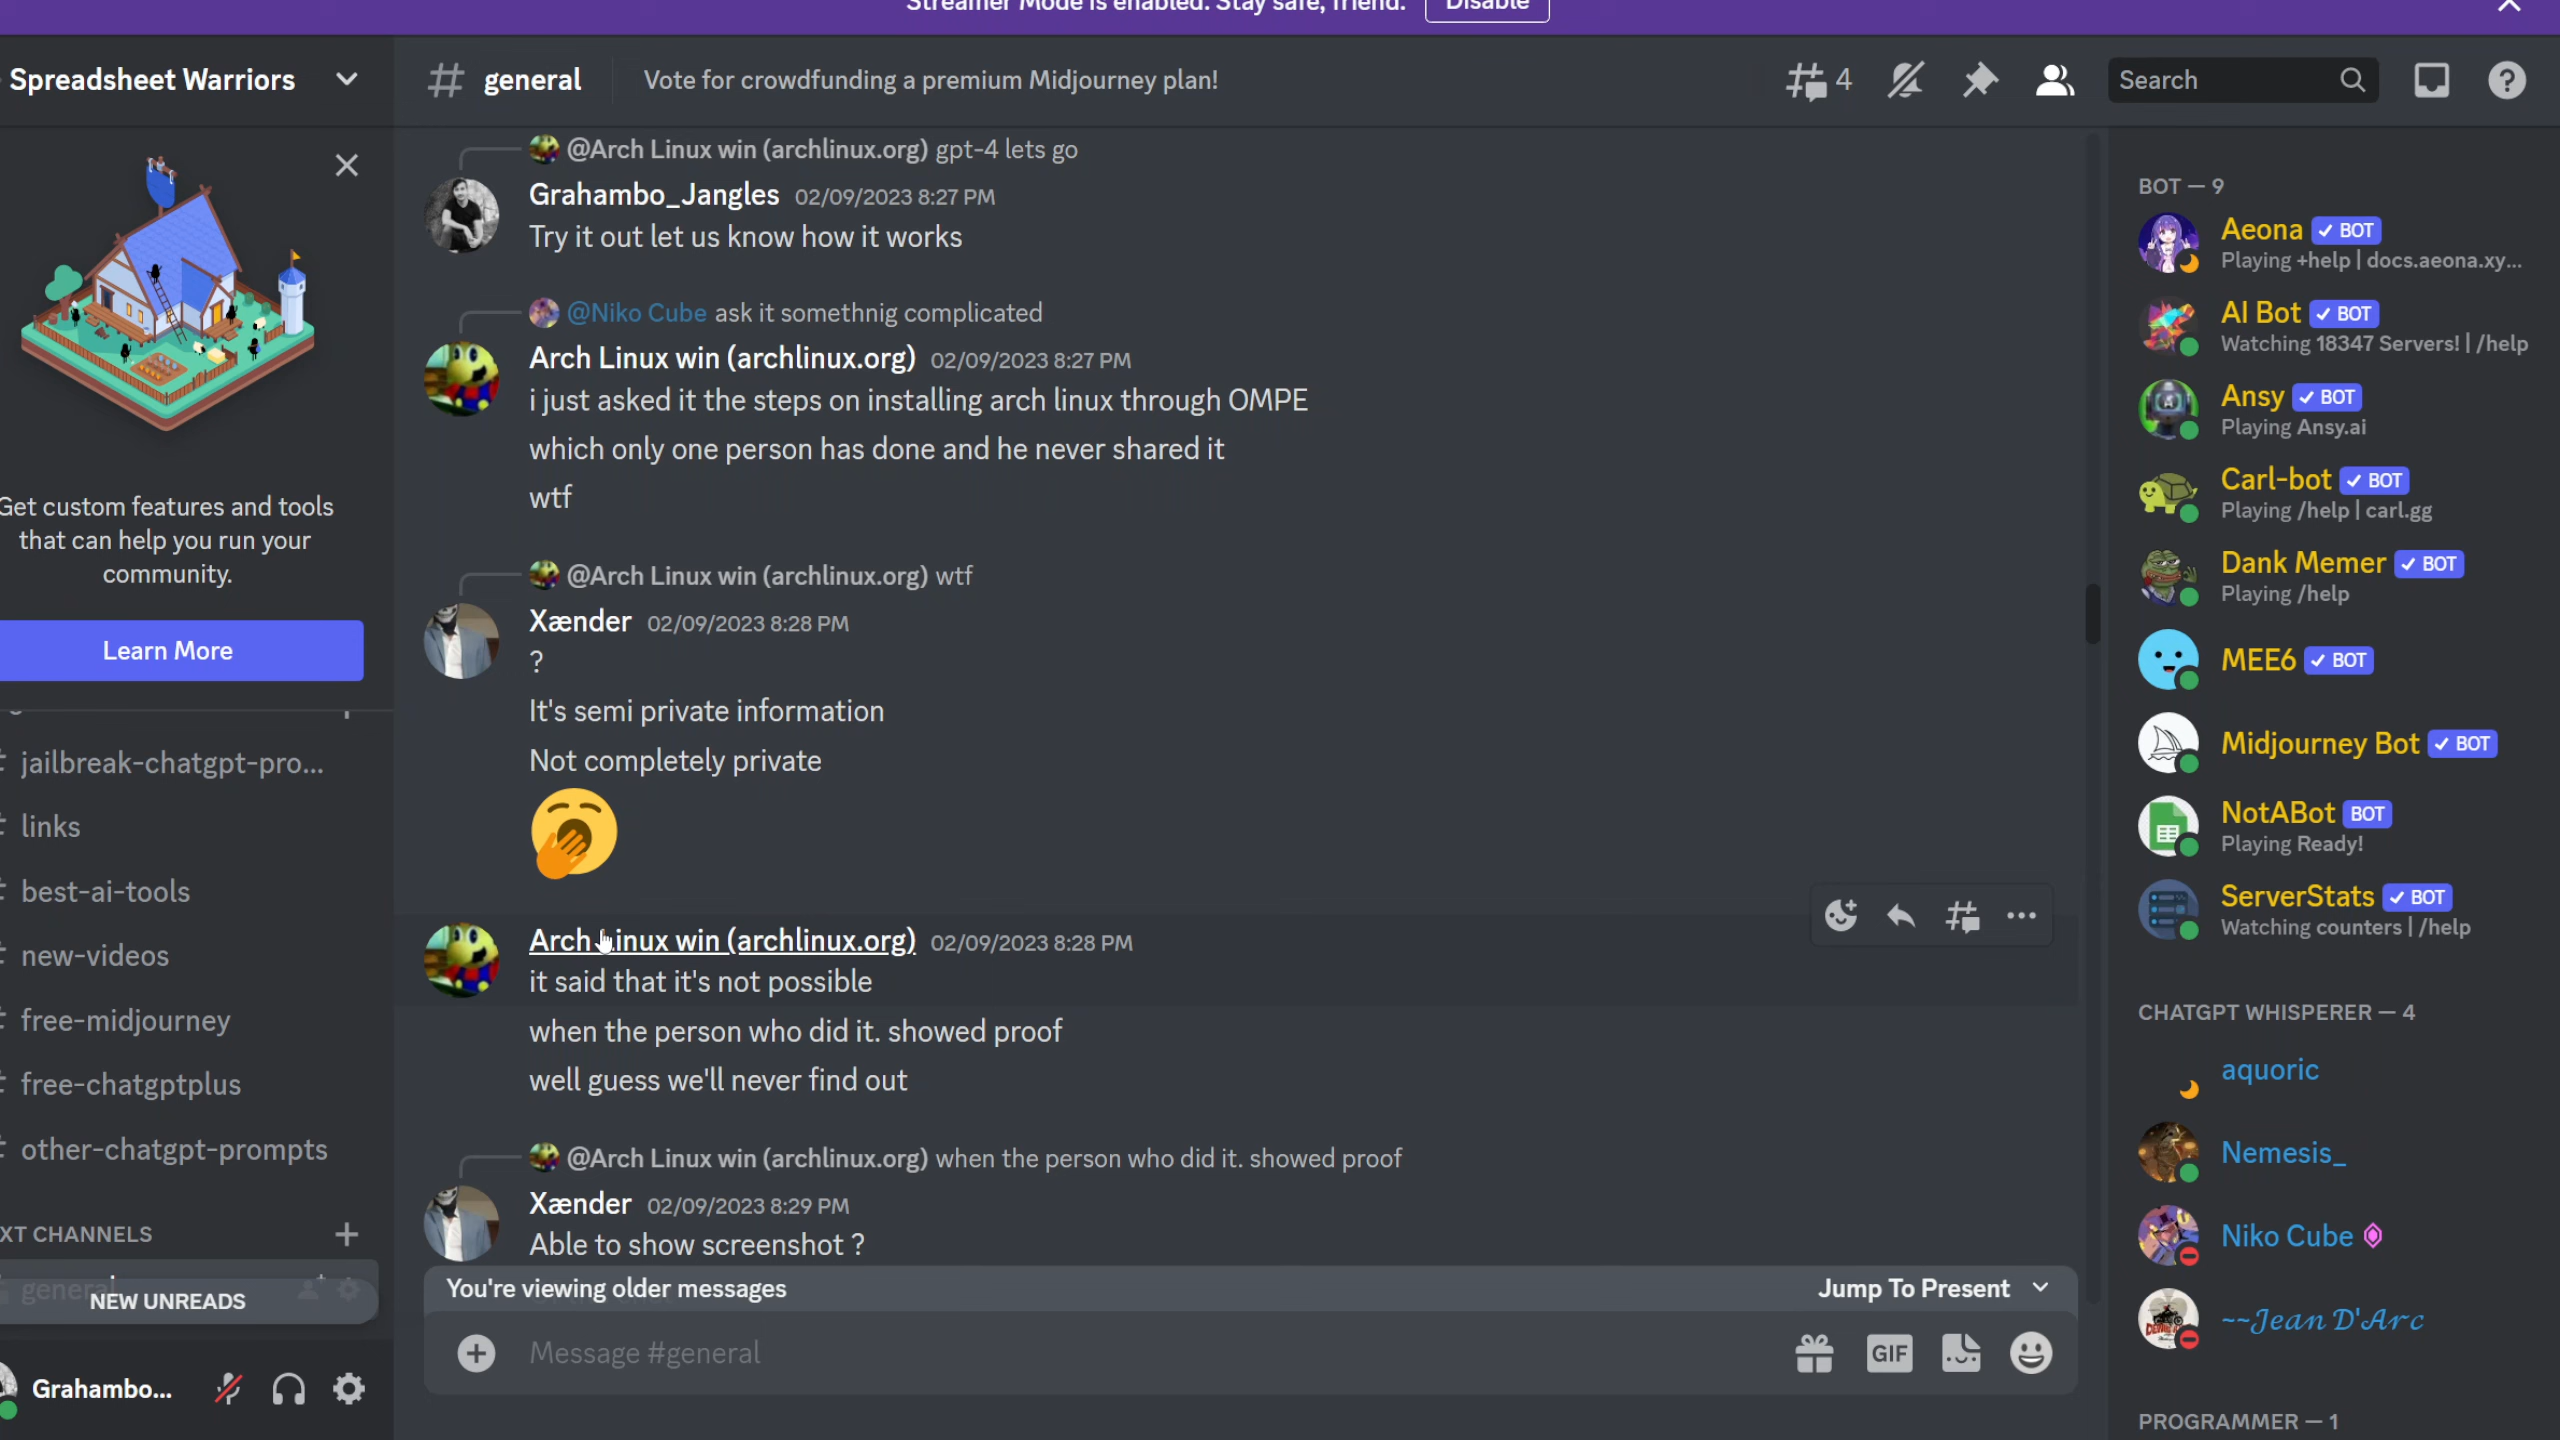 Streamer Mode is enabled. Stay safe, friend. Disable
Spreadsheet Warriors
general
Vote for crowdfunding a premium Midjourney plan!
4
Search
Get custom features and tools
that can help you run your
community.
Learn More
jailbreak-chatgpt-pro...
links
best-ai-tools
new-videos
free-midjourney
free-chatgptplus
other-chatgpt-prompts
XT CHANNELS
general
NEW UNREADS
Grahambo...
@Arch Linux win (archlinux.org) gpt-4 lets go
Grahambo_Jangles 02/09/2023 8:27 PM
Try it out let us know how it works
@Niko Cube ask it somethnig complicated
Arch Linux win (archlinux.org) 02/09/2023 8:27 PM
i just asked it the steps on installing arch linux through OMPE
which only one person has done and he never shared it
wtf
@Arch Linux win (archlinux.org) wtf
Xænder 02/09/2023 8:28 PM
?
It's semi private information
Not completely private
Arch Linux win (archlinux.org) 02/09/2023 8:28 PM
it said that it's not possible
when the person who did it. showed proof
well guess we'll never find out
@Arch Linux win (archlinux.org) when the person who did it. showed proof
Xænder 02/09/2023 8:29 PM
Able to show screenshot ?
You're viewing older messages
Jump To Present
Message #general
GIF
BOT — 9
Aeona ✓ BOT
Playing +help | docs.aeona.xy...
AI Bot ✓ BOT
Watching 18347 Servers! | /help
Ansy ✓ BOT
Playing Ansy.ai
Carl-bot ✓ BOT
Playing /help | carl.gg
Dank Memer ✓ BOT
Playing /help
MEE6 ✓ BOT
Midjourney Bot ✓ BOT
NotABot BOT
Playing Ready!
ServerStats ✓ BOT
Watching counters | /help
CHATGPT WHISPERER — 4
aquoric
Nemesis_
Niko Cube
~~Jean D'Arc
PROGRAMMER — 1